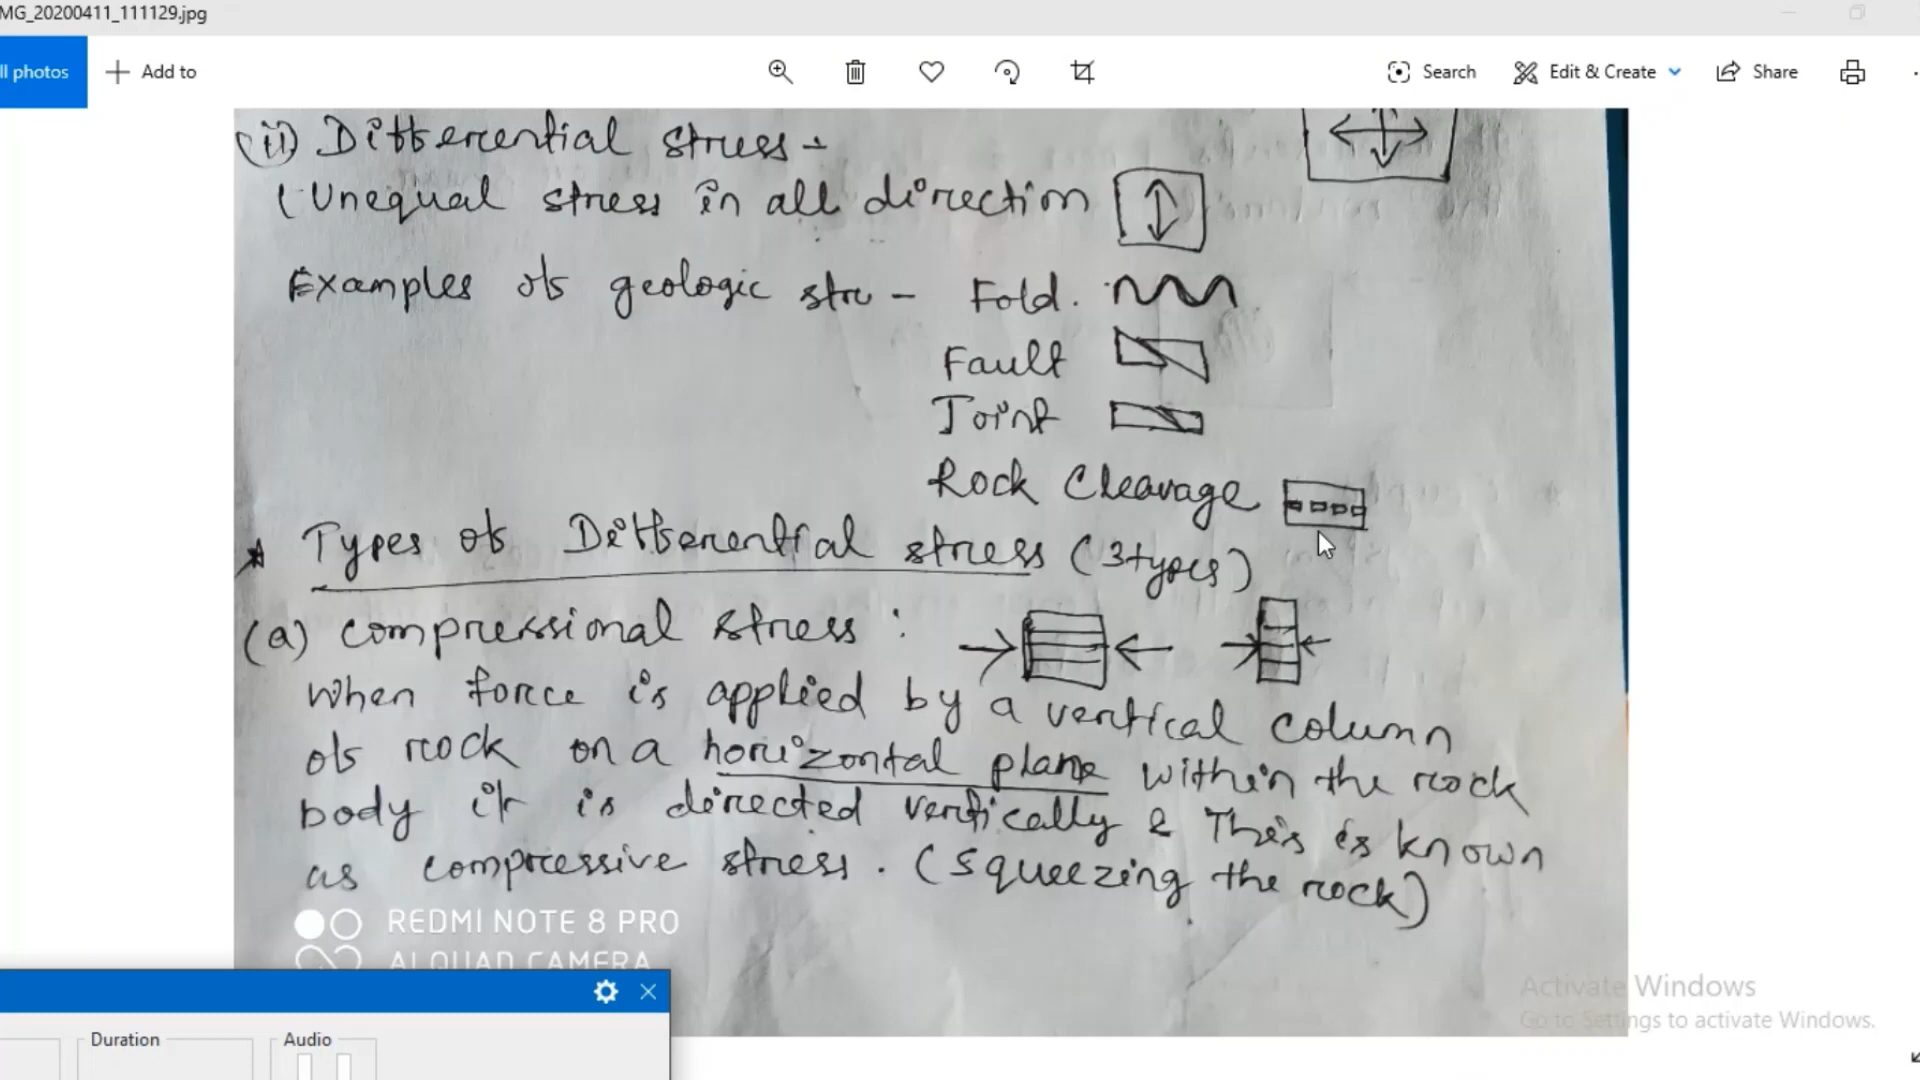 MG_20200411_111129.jpg
ll photos
Add to
Search
Edit & Create
Share
(ii) Differential stress -
(Unequal stress in all direction
Examples of geologic stru - Fold.
Fault
Joint
Rock Cleavage
Types of Differential stress (3types)
(a) compressional stress :
When force is applied by a vertical column
of rock on a horizontal plane within the rock
body it is directed vertically & This is known
as compressive stress. (Squeezing the rock)
REDMI NOTE 8 PRO
AI QUAD CAMERA
Activate Windows
Go to Settings to activate Windows.
Duration
Audio